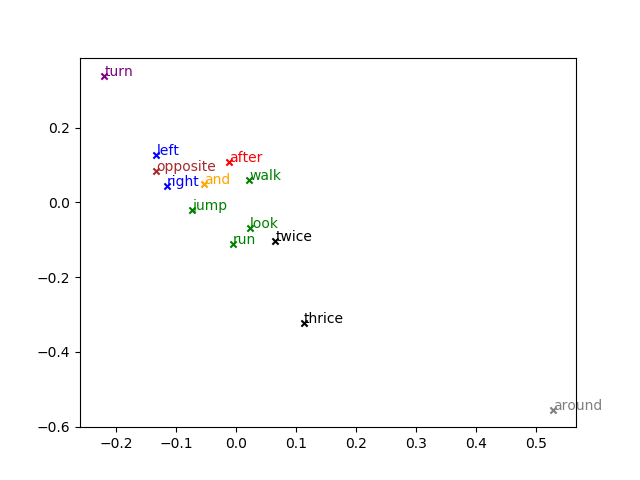 turn
left
after
opposite
walk
right
and
jump
look
twice
run
thrice
around
0.2
0.0
−0.2
−0.4
−0.6
−0.2 −0.1 0.0 0.1 0.2 0.3 0.4 0.5